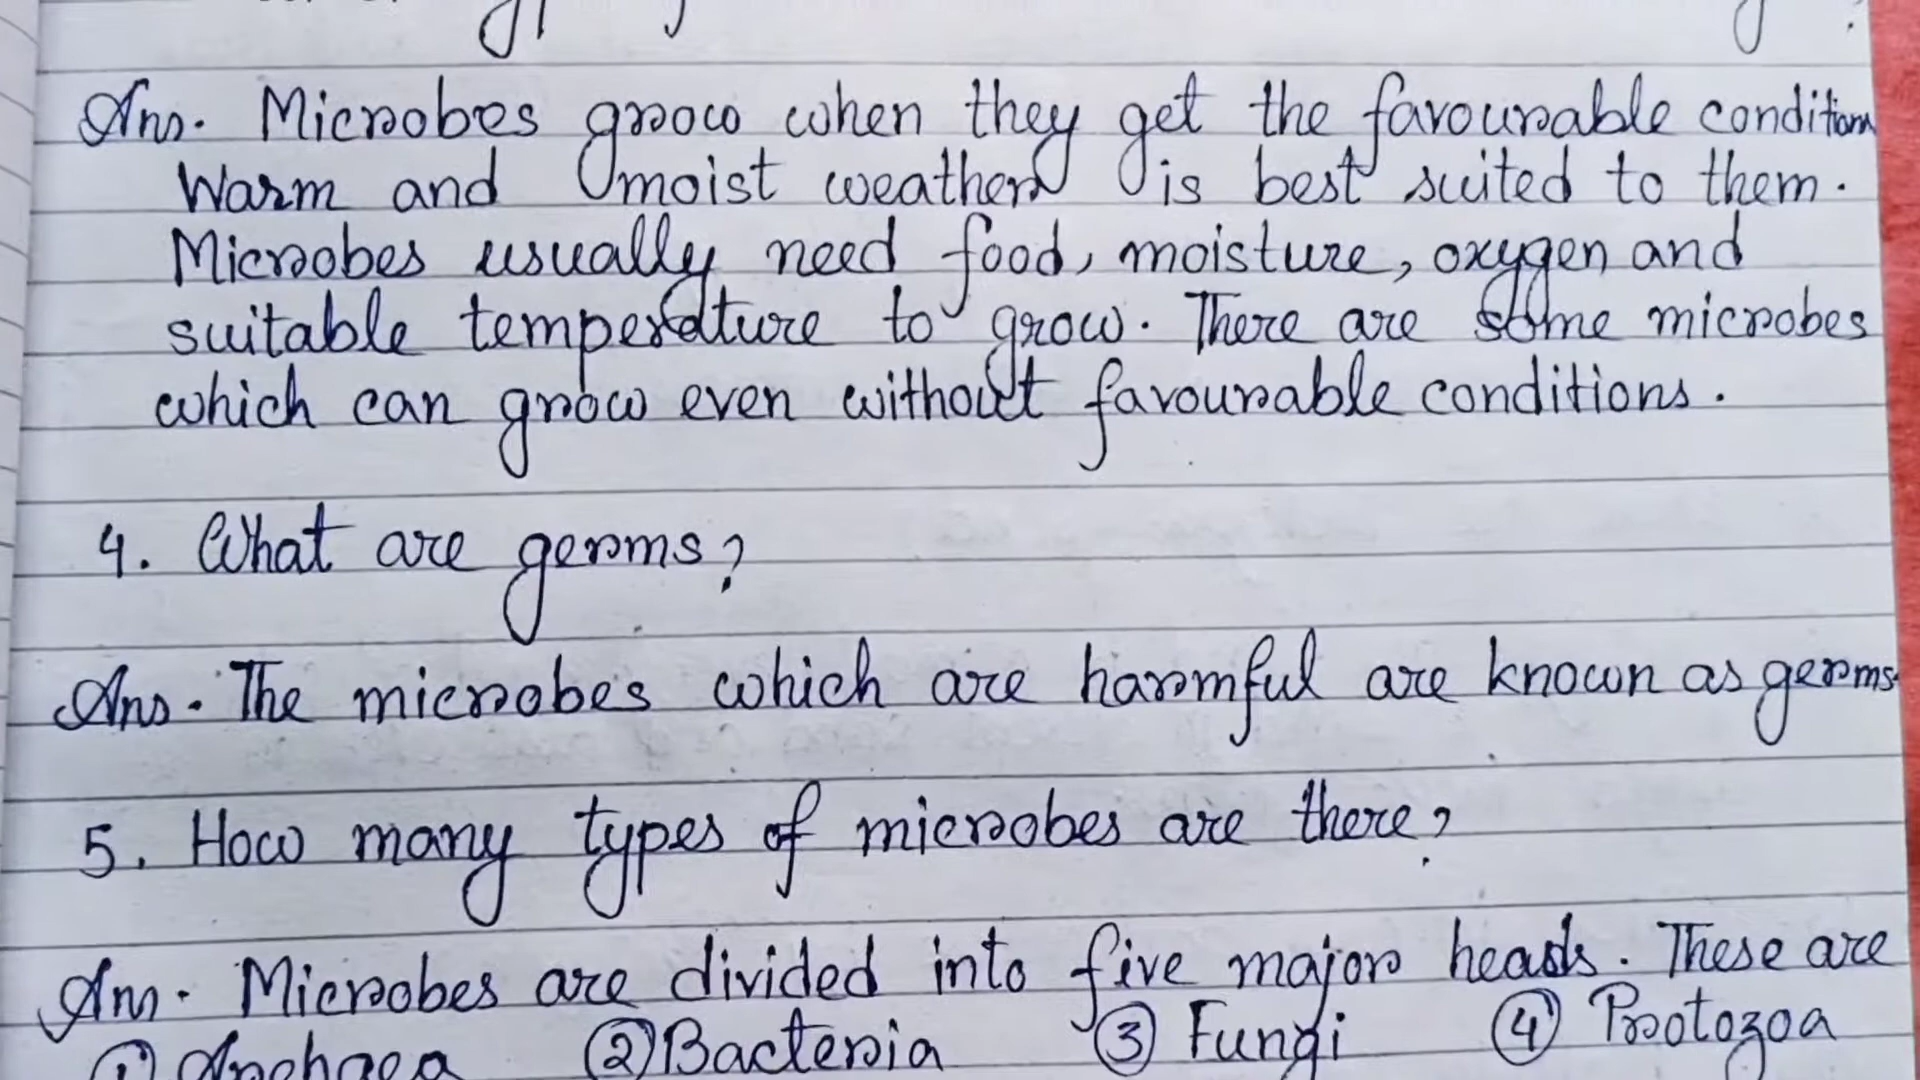 Ans. Microbes grow when they get the favourable condition
Warm and moist weather is best suited to them.
Microbes usually need food, moisture, oxygen and
suitable temperature to grow. There are some microbes
which can grow even without favourable conditions.
4. What are germs?
Ans. The microbes which are harmful are known as germs.
5. How many types of microbes are there?
Ans. Microbes are divided into five major heads. These are
① Archaea ② Bacteria ③ Fungi ④ Protozoa